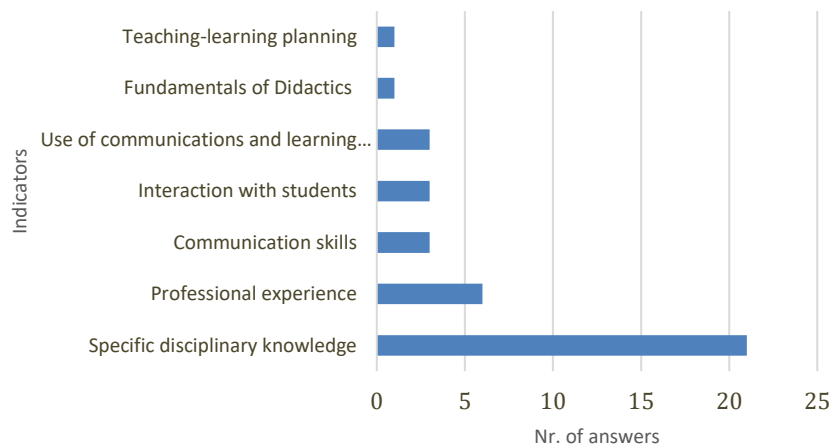 Teaching-learning planning
Fundamentals of Didactics
Use of communications and learning...
Interaction with students
Communication skills
Professional experience
Specific disciplinary knowledge
Indicators
0 5 10 15 20 25
Nr. of answers